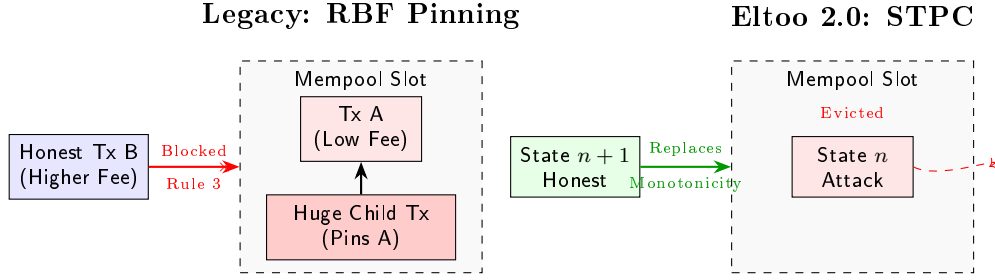 Legacy: RBF Pinning
Mempool Slot
Tx A
(Low Fee)
Honest Tx B
(Higher Fee)
Blocked
Rule 3
Huge Child Tx
(Pins A)
Eltoo 2.0: STPC
Mempool Slot
Evicted
State n + 1
Honest
Replaces
Monotonicity
State n
Attack